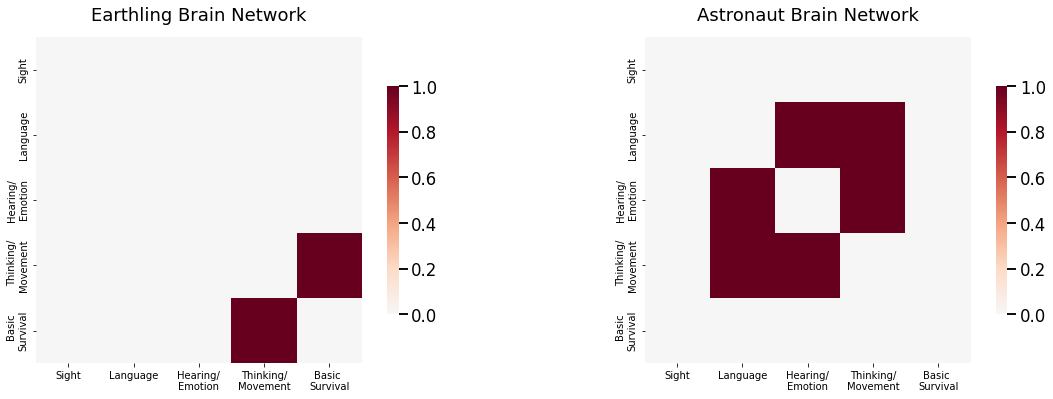 Earthling Brain Network
Sight
Language
Hearing/
Emotion
Thinking/
Movement
Basic
Survival
Sight
Language
Hearing/
Emotion
Thinking/
Movement
Basic
Survival
1.0
0.8
0.6
0.4
0.2
0.0
Astronaut Brain Network
Sight
Language
Hearing/
Emotion
Thinking/
Movement
Basic
Survival
Sight
Language
Hearing/
Emotion
Thinking/
Movement
Basic
Survival
1.0
0.8
0.6
0.4
0.2
0.0